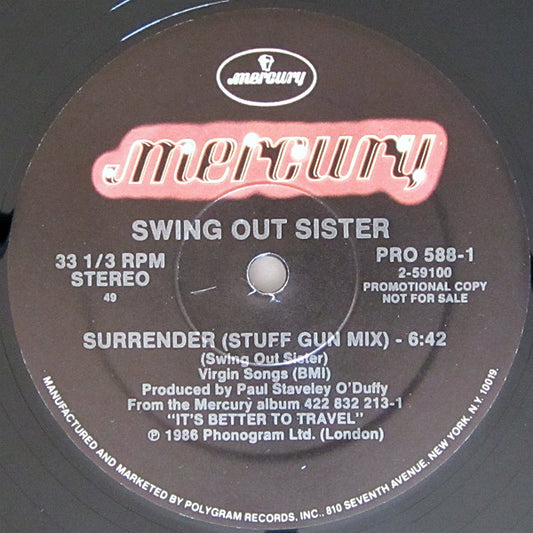 mercury
mercury
SWING OUT SISTER
33 1/3 RPM
STEREO
49
PRO 588-1
2-59100
PROMOTIONAL COPY
NOT FOR SALE
SURRENDER (STUFF GUN MIX) - 6:42
(Swing Out Sister)
Virgin Songs (BMI)
Produced by Paul Staveley O'Duffy
From the Mercury album 422 832 213-1
"IT'S BETTER TO TRAVEL"
℗ 1986 Phonogram Ltd. (London)
MANUFACTURED AND MARKETED BY POLYGRAM RECORDS, INC., 810 SEVENTH AVENUE, NEW YORK, N.Y. 10019.